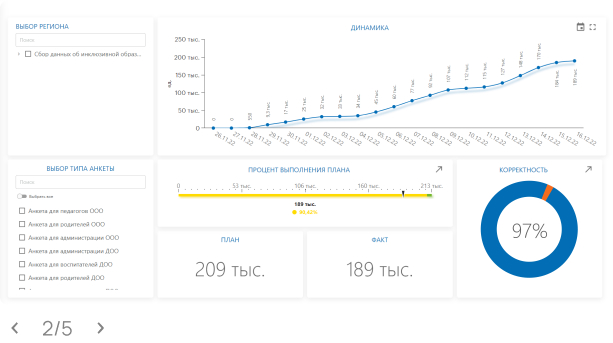 ВЫБОР РЕГИОНА
Поиск
Сбор данных об инклюзивной образ...
ДИНАМИКА
250 тыс.
200 тыс.
150 тыс.
100 тыс.
50 тыс.
0
ед.
0
0
550
9,3 тыс.
17 тыс.
25 тыс.
32 тыс.
33 тыс.
34 тыс.
45 тыс.
60 тыс.
77 тыс.
92 тыс.
107 тыс.
112 тыс.
115 тыс.
127 тыс.
148 тыс.
170 тыс.
184 тыс.
189 тыс.
26.11.22
27.11.22
28.11.22
29.11.22
30.11.22
01.12.22
02.12.22
03.12.22
04.12.22
05.12.22
06.12.22
07.12.22
08.12.22
09.12.22
10.12.22
11.12.22
12.12.22
13.12.22
14.12.22
15.12.22
16.12.22
ВЫБОР ТИПА АНКЕТЫ
Поиск
Выбрать все
Анкета для педагогов ООО
Анкета для родителей ООО
Анкета для администрации ООО
Анкета для администрации ДОО
Анкета для воспитателей ДОО
Анкета для родителей ДОО
ПРОЦЕНТ ВЫПОЛНЕНИЯ ПЛАНА
0
53 тыс.
106 тыс.
160 тыс.
213 тыс.
189 тыс.
90.42%
ПЛАН
209 тыс.
ФАКТ
189 тыс.
КОРРЕКТНОСТЬ
97%
2/5